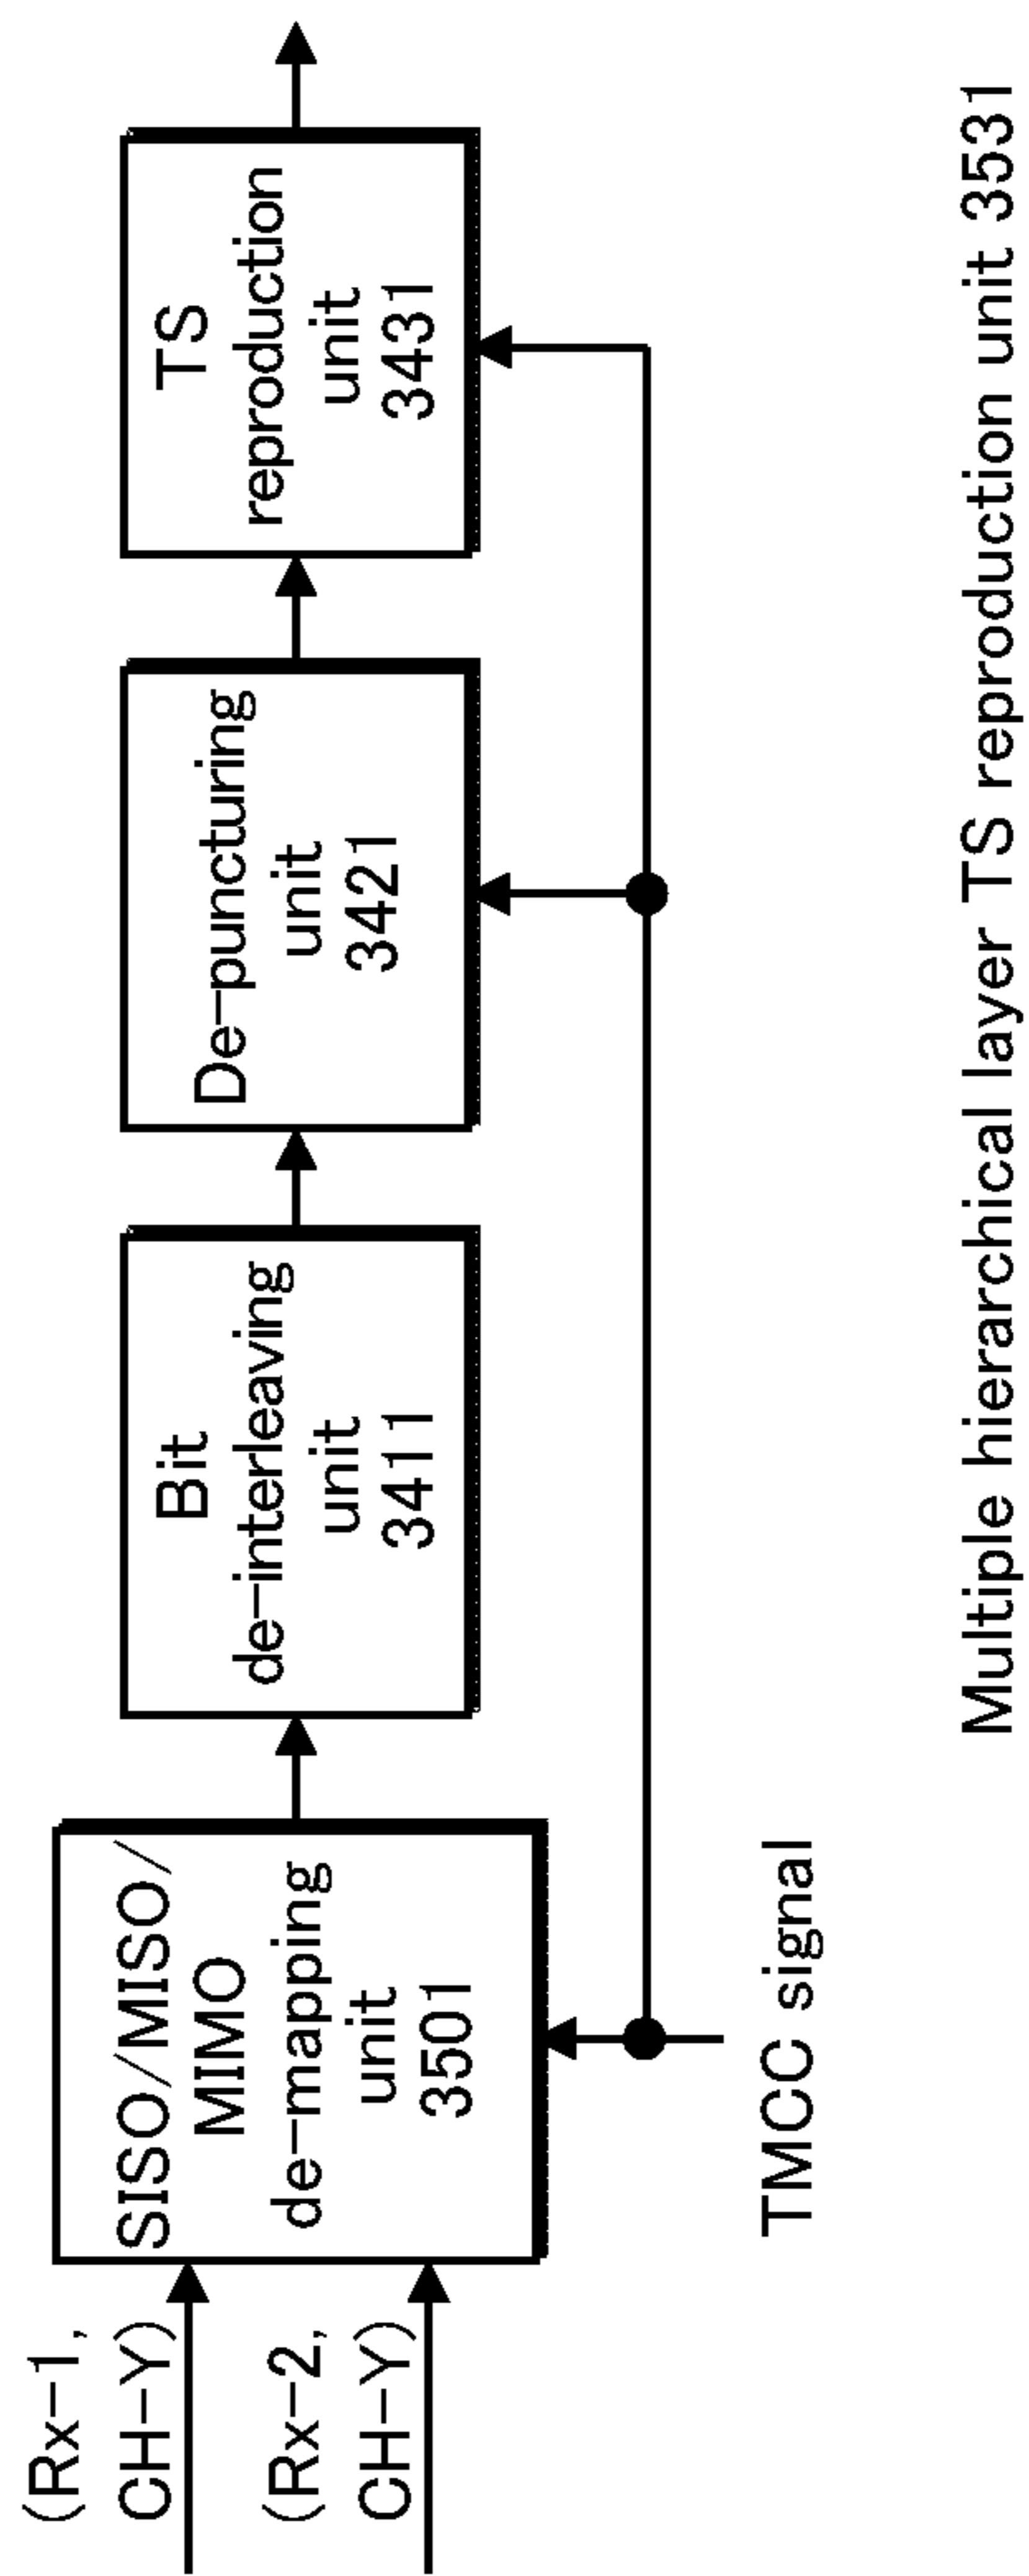 (Rx-1,
CH-Y)
(Rx-2,
CH-Y)
SISO/MISO/
MIMO
de-mapping
unit
3501
Bit
de-interleaving
unit
3411
De-puncturing
unit
3421
TS
reproduction
unit
3431
TMCC signal
Multiple hierarchical layer TS reproduction unit 3531